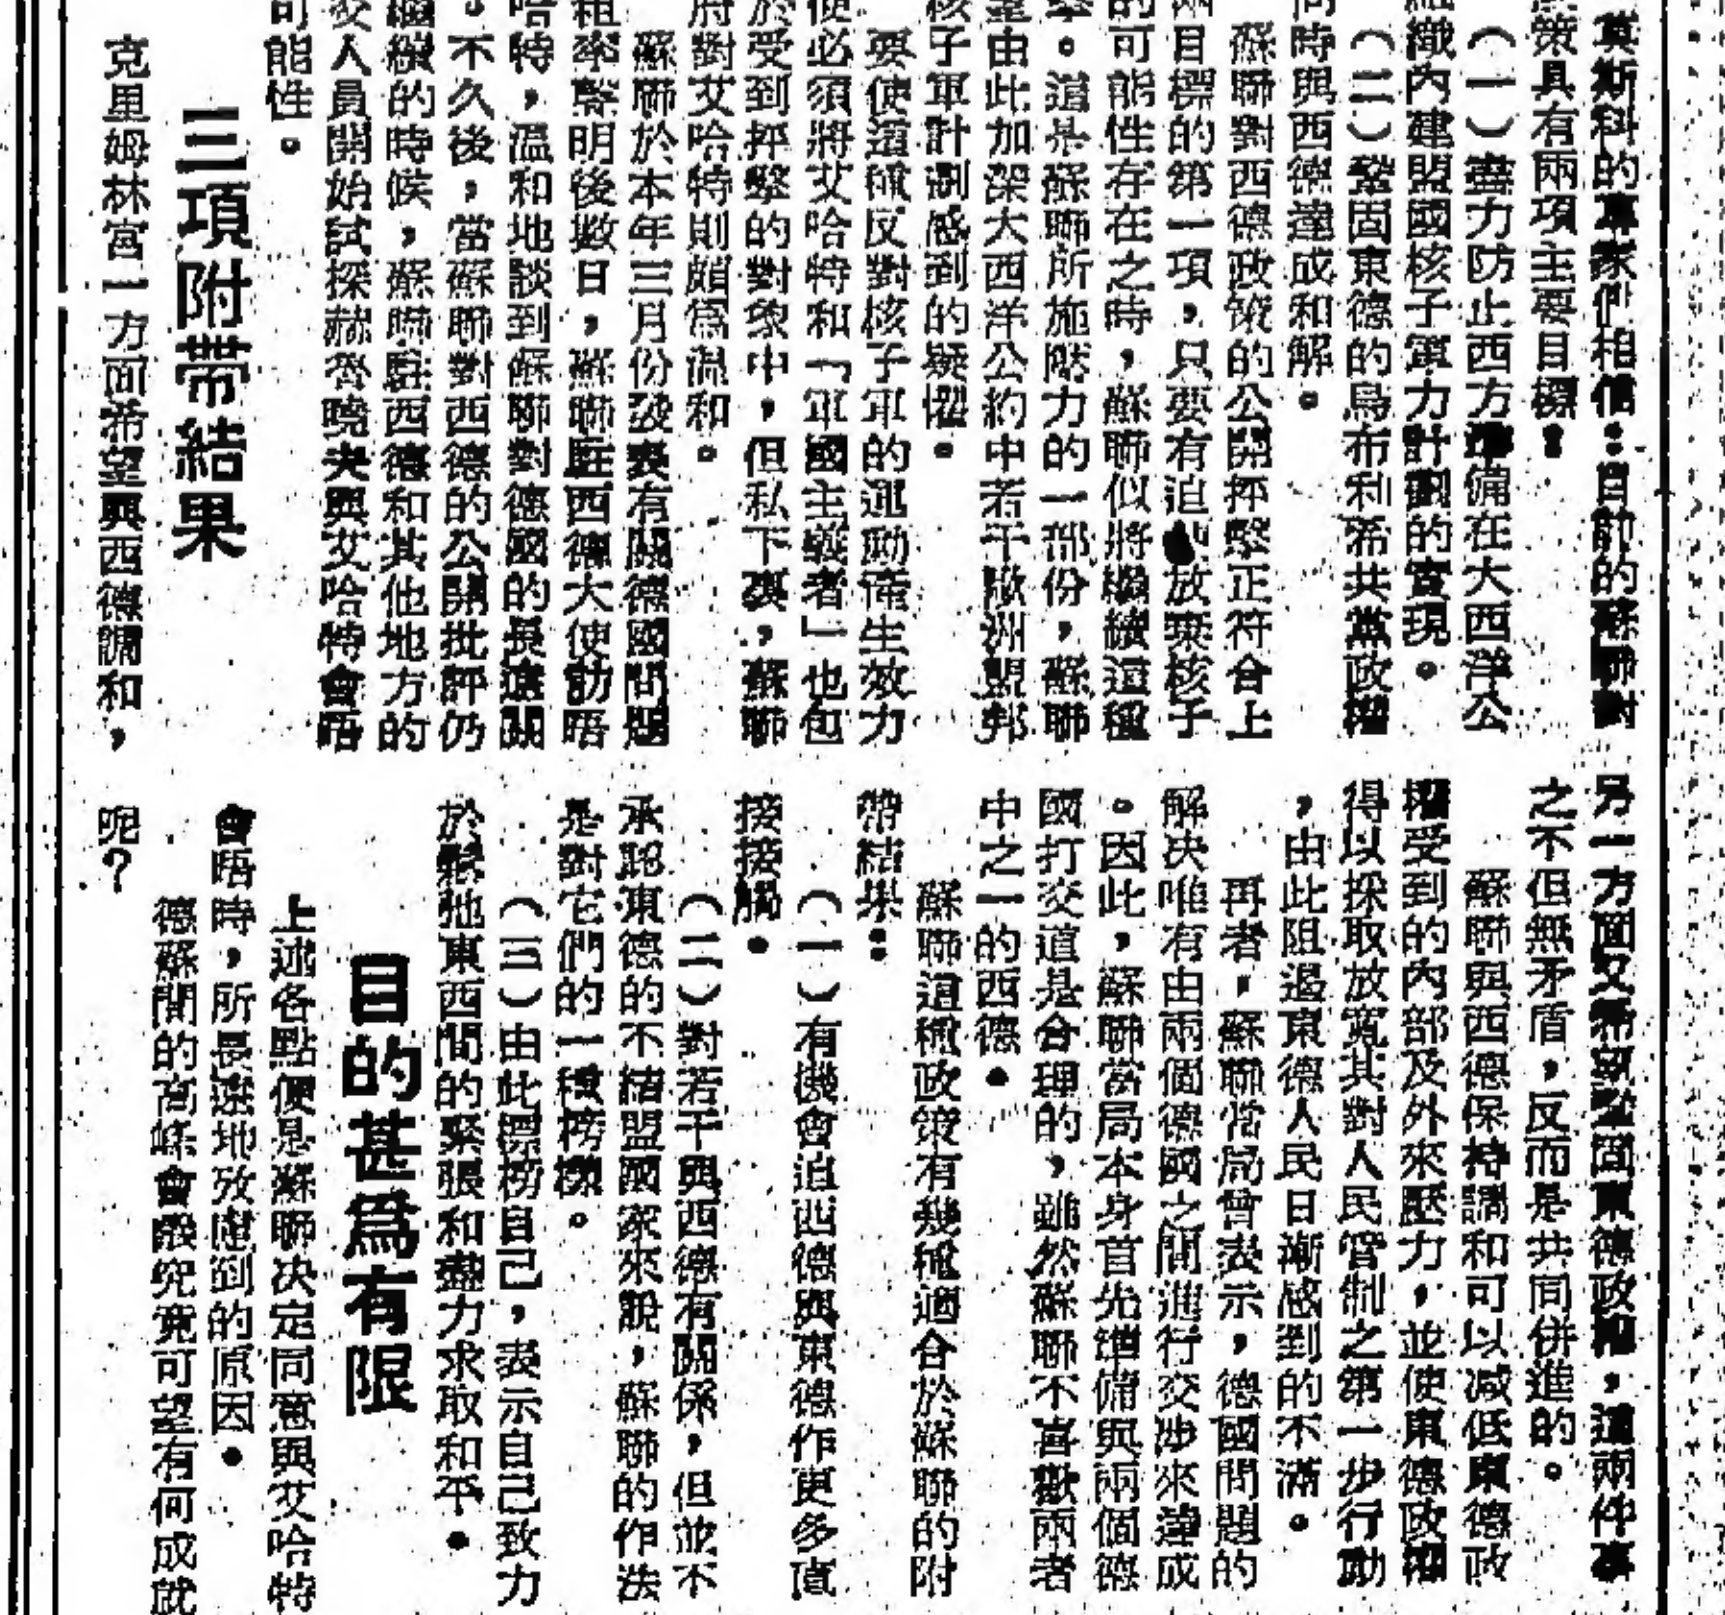 莫斯科的專家們相信：目前的蘇聯對
策具有兩項主要目標：
（一）盡力防止西方準備在大西洋公
組織內建盟國核子軍力計劃的實現。
（二）鞏固東德的烏布利希共黨政權
同時與西德達成和解。
蘇聯對西德政策的公開抨擊正符合上
兩目標的第一項，只要有迫放棄核子
的可能性存在之時，蘇聯似將繼續這種
擊。這是蘇聯所施壓力的一部份，蘇聯
望由此加深大西洋公約中若干歐洲盟邦
核子軍計劃感到的疑懼。
要使這種反對核子軍的運動產生效力
便必須將艾哈特和「軍國主義者」也包
於受到抨擊的對象中，但私下裏，蘇聯
府對艾哈特則頗為溫和。
蘇聯於本年三月份發表有關德國問題
粗率聲明後數日，蘇聯駐西德大使訪晤
哈特，溫和地談到蘇聯對德國的長遠關
。不久後，當蘇聯對西德的公開批評仍
繼續的時候，蘇聯駐西德和其他地方的
交人員開始試探赫魯曉夫與艾哈特會晤
可能性。
三項附帶結果
克里姆林宮一方面希望與西德調和，
另一方面又希望鞏固東德政權，這兩件事
之不但無矛盾，反而是共同併進的。
蘇聯與西德保持調和可以減低東德政
權受到的內部及外來壓力，並使東德政權
得以採取放寬其對人民管制之第一步行動
，由此阻遏東德人民日漸感到的不滿。
再者，蘇聯當局曾表示，德國問題的
解決唯有由兩個德國之間進行交涉來達成
。因此，蘇聯當局本身首先準備與兩個德
國打交道是合理的，雖然蘇聯不喜歡兩者
中之一的西德。
蘇聯這種政策有幾種適合於蘇聯的附
帶結果：
（一）有機會迫西德與東德作更多直
接接觸。
（二）對若干與西德有關係，但並不
承認東德的不結盟國家來說，蘇聯的作法
是對它們的一種榜樣。
（三）由此標榜自己，表示自己致力
於鬆弛東西間的緊張和盡力求取和平。
目的甚為有限
上述各點便是蘇聯決定同意與艾哈特
會晤時，所長遠地攷慮到的原因。
德蘇間的高峰會議究竟可望有何成就
呢？